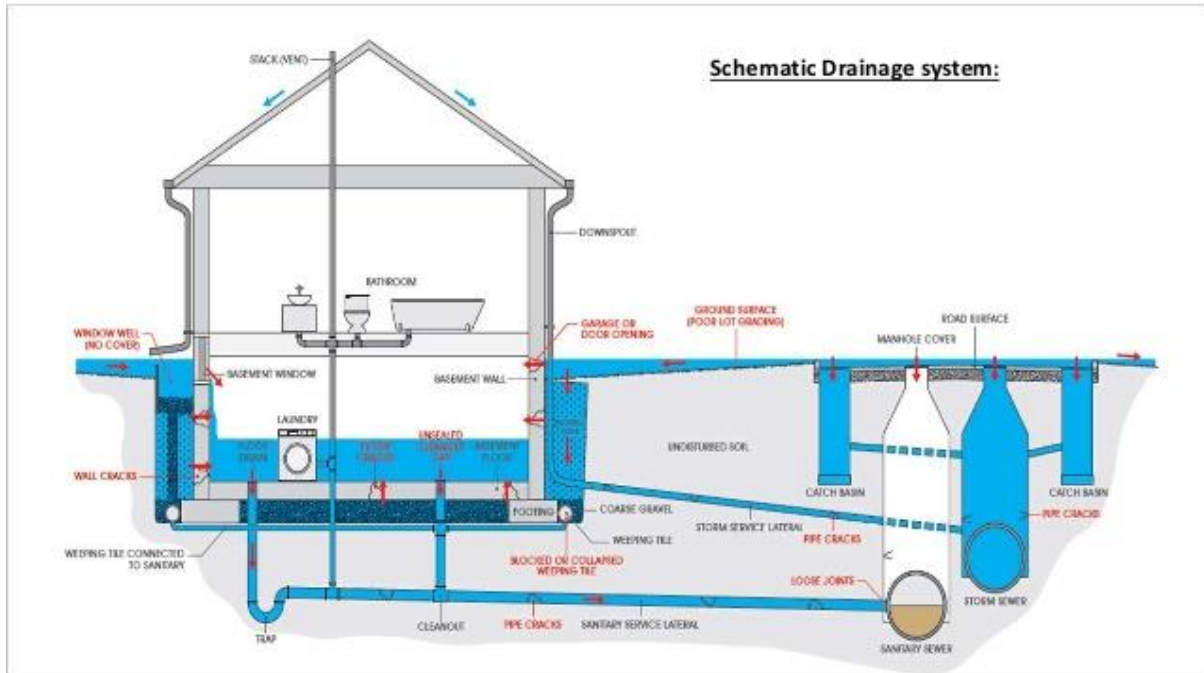 Schematic Drainage system:
STACK (VENT)
DOWNSPOUT
BATHROOM
WINDOW WELL
(NO COVER)
GARAGE OR
DOOR OPENING
GROUND SURFACE
(POOR LOT GRADING)
ROAD SURFACE
MANHOLE COVER
BASEMENT WINDOW
BASEMENT WALL
LAUNDRY
FLOOR
DRAIN
FLOOR
CRACKS
UNSEALED
CLEANOUT
CAP
BASEMENT
FLOOR
UNDISTURBED SOIL
WALL CRACKS
CATCH BASIN
CATCH BASIN
FOOTING
COARSE GRAVEL
STORM SERVICE LATERAL
PIPE CRACKS
PIPE CRACKS
WEEPING TILE
WEEPING TILE CONNECTED
TO SANITARY
BLOCKED OR COLLAPSED
WEEPING TILE
LOOSE JOINTS
STORM SEWER
TRAP
CLEANOUT
PIPE CRACKS
SANITARY SERVICE LATERAL
SANITARY SEWER